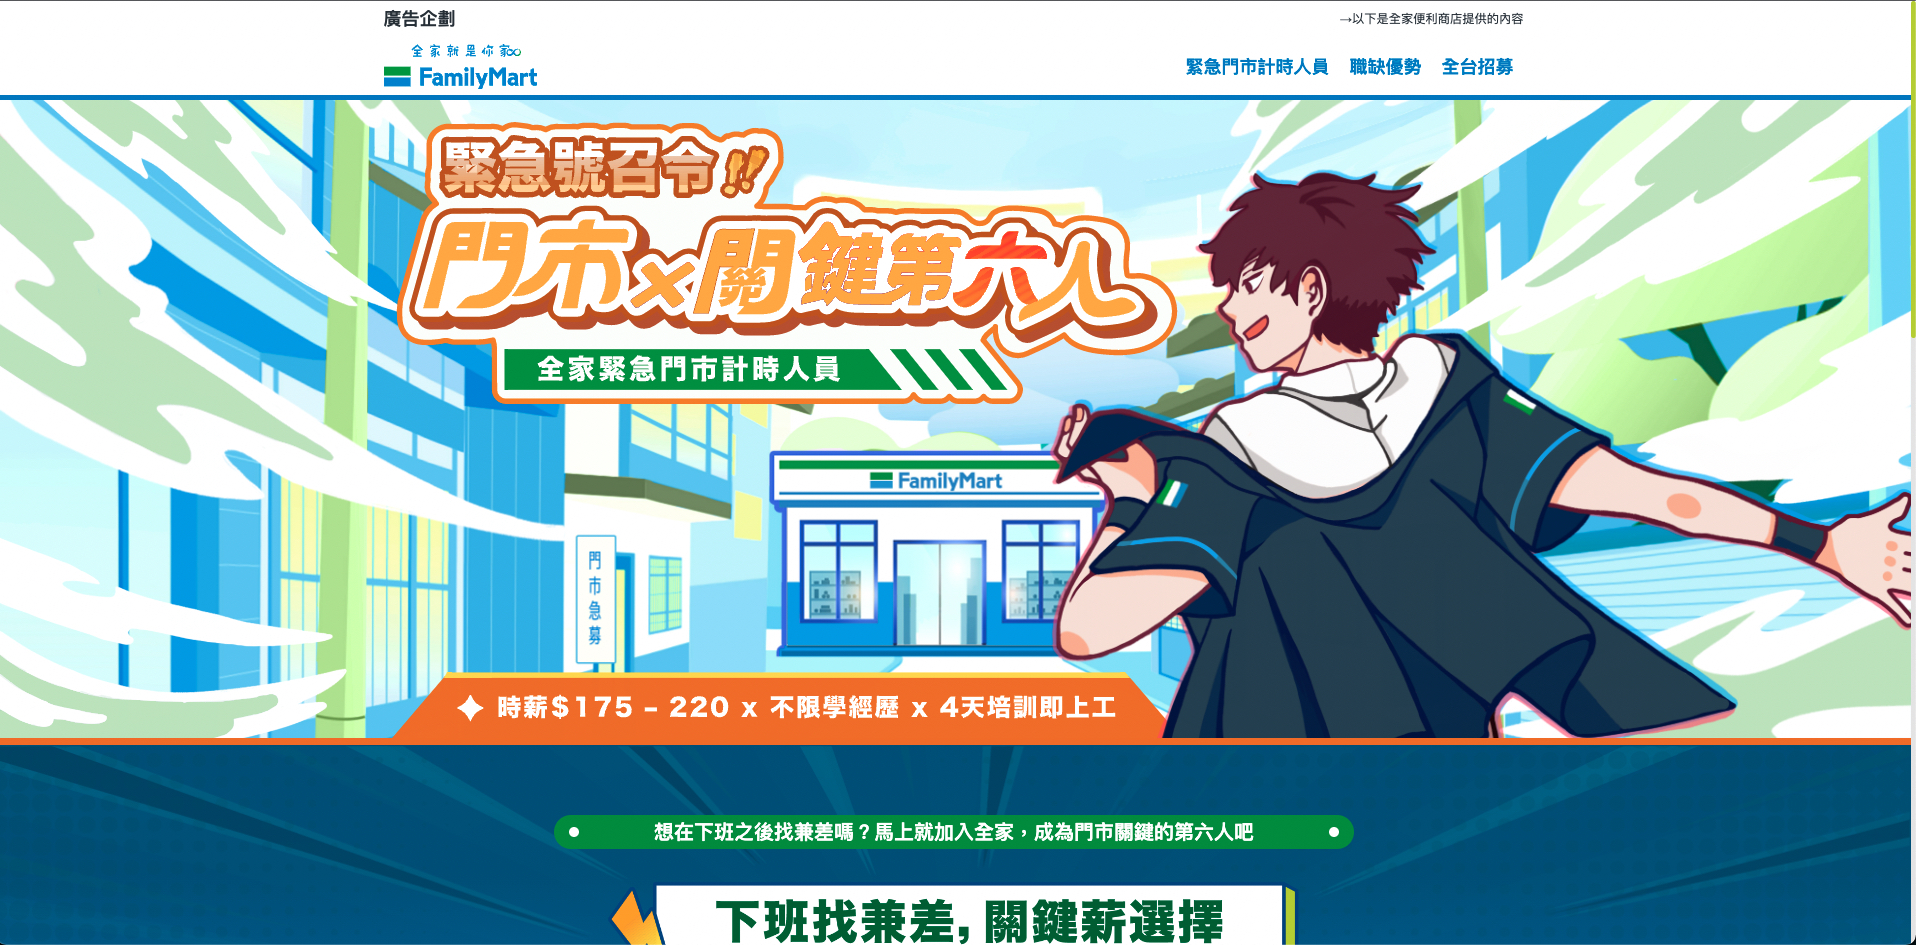 廣告企劃
→以下是全家便利商店提供的內容
全家就是你家
FamilyMart
緊急門市計時人員 職缺優勢 全台招募
緊急號召令!!
門市×關鍵第六人
全家緊急門市計時人員
FamilyMart
門市急募
時薪$175 – 220 x 不限學經歷 x 4天培訓即上工
想在下班之後找兼差嗎？馬上就加入全家，成為門市關鍵的第六人吧
下班找兼差，關鍵薪選擇